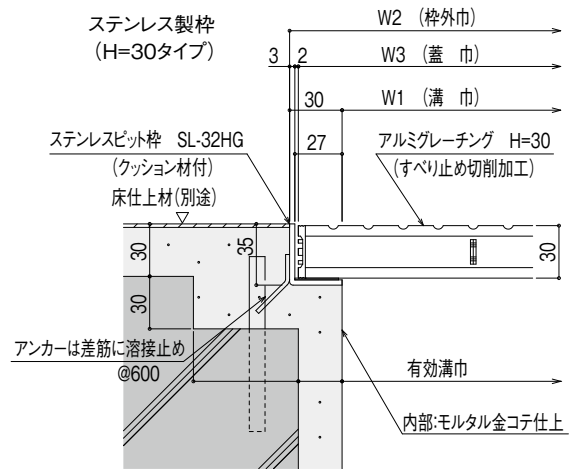 ステンレス製枠
(H=30タイプ)
W2 (枠外巾)
3 2 W3 (蓋 巾)
30 W1 (溝 巾)
27
ステンレスピット枠 SL-32HG
(クッション材付)
床仕上材(別途)
アルミグレーチング H=30
(すべり止め切削加工)
30
35
30
30
アンカーは差筋に溶接止め
@600
有効溝巾
内部:モルタル金コテ仕上